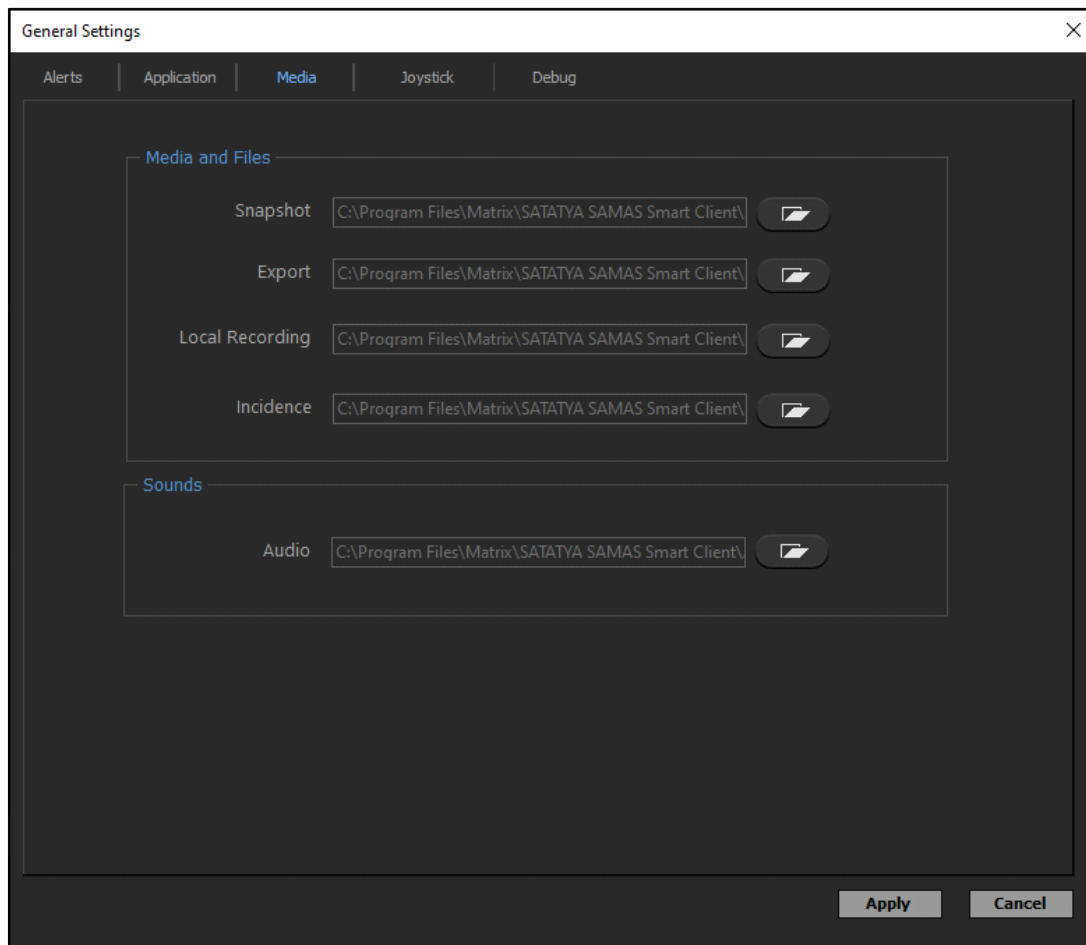 General Settings
Alerts Application Media Joystick Debug
Media and Files
Snapshot C:\Program Files\Matrix\SATATYA SAMAS Smart Client\
Export C:\Program Files\Matrix\SATATYA SAMAS Smart Client\
Local Recording C:\Program Files\Matrix\SATATYA SAMAS Smart Client\
Incidence C:\Program Files\Matrix\SATATYA SAMAS Smart Client\
Sounds
Audio C:\Program Files\Matrix\SATATYA SAMAS Smart Client\
Apply Cancel